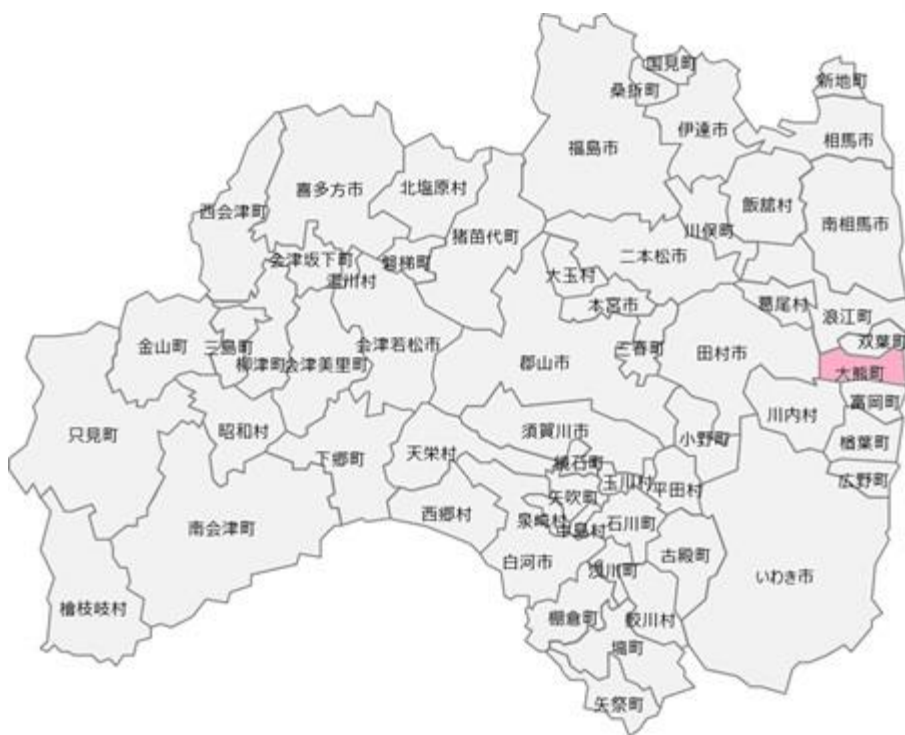 国見町
新地町
桑折町
伊達市
相馬市
福島市
北塩原村
喜多方市
飯舘村
西会津町
南相馬市
川俣町
猪苗代町
二本松市
会津坂下町
磐梯町
湯川村
大玉村
本宮市
葛尾村
浪江町
双葉町
金山町
三島町
柳津町
会津美里町
会津若松市
郡山市
三春町
田村市
大熊町
富岡町
川内村
只見町
昭和村
下郷町
天栄村
須賀川市
小野町
楢葉町
鏡石町
玉川村
平田村
広野町
矢吹町
南会津町
西郷村
泉崎村
中島村
石川町
古殿町
白河市
浅川町
いわき市
檜枝岐村
棚倉町
鮫川村
塙町
矢祭町